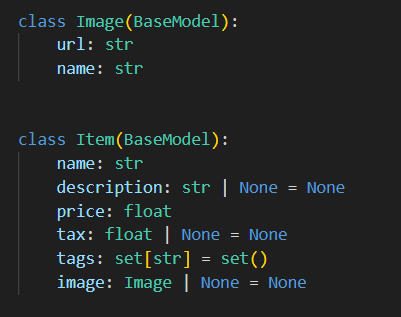 class Image(BaseModel):
    url: str
    name: str
class Item(BaseModel):
    name: str
    description: str | None = None
    price: float
    tax: float | None = None
    tags: set[str] = set()
    image: Image | None = None